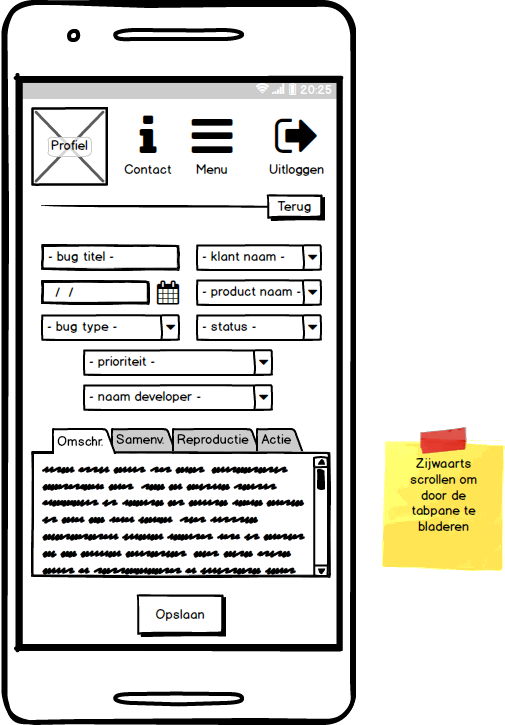 20:25
Profiel
Contact
Menu
Uitloggen
Terug
- bug titel -
- klant naam -
/ /
- product naam -
- bug type -
- status -
- prioriteit -
- naam developer -
Omschr. Samenv. Reproductie Actie
Opslaan
Zijwaarts
scrollen om
door de
tabpane te
bladeren